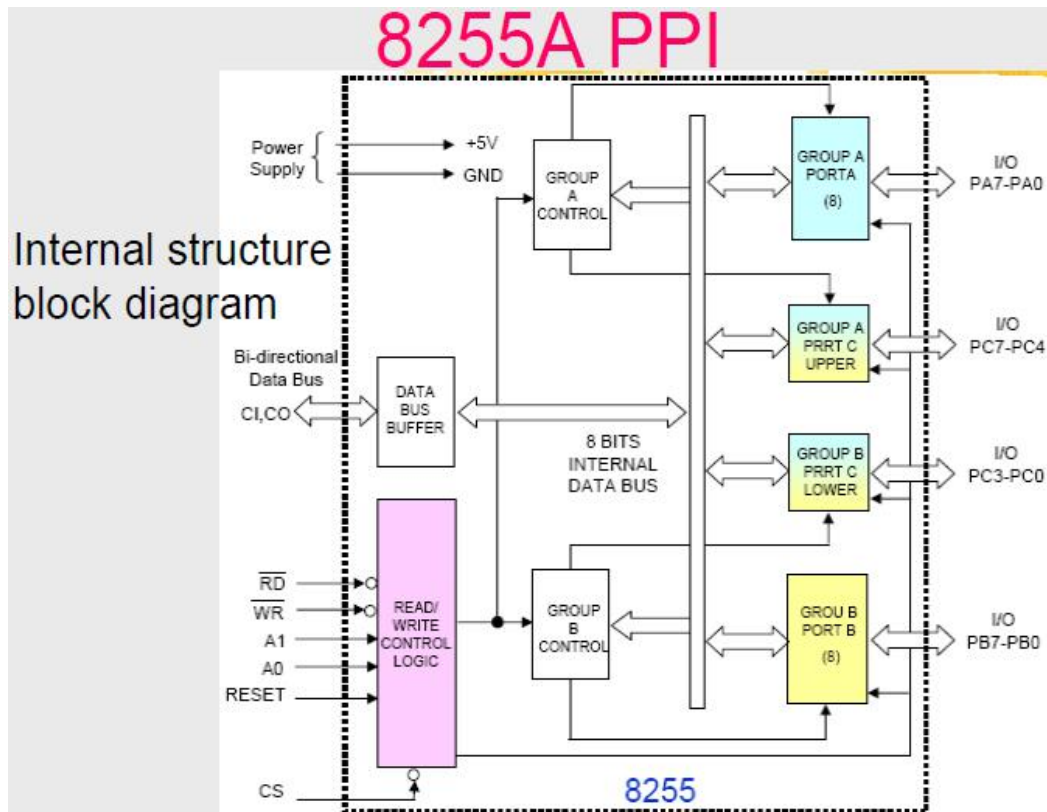 8255A PPI
Internal structure
block diagram
Power
Supply
+5V
GND
GROUP
A
CONTROL
GROUP A
PORTA
(8)
I/O
PA7-PA0
GROUP A
PRRT C
UPPER
I/O
PC7-PC4
Bi-directional
Data Bus
CI,CO
DATA
BUS
BUFFER
8 BITS
INTERNAL
DATA BUS
GROUP B
PRRT C
LOWER
I/O
PC3-PC0
RD
WR
A1
A0
RESET
CS
READ/
WRITE
CONTROL
LOGIC
GROUP
B
CONTROL
GROU B
PORT B
(8)
I/O
PB7-PB0
8255